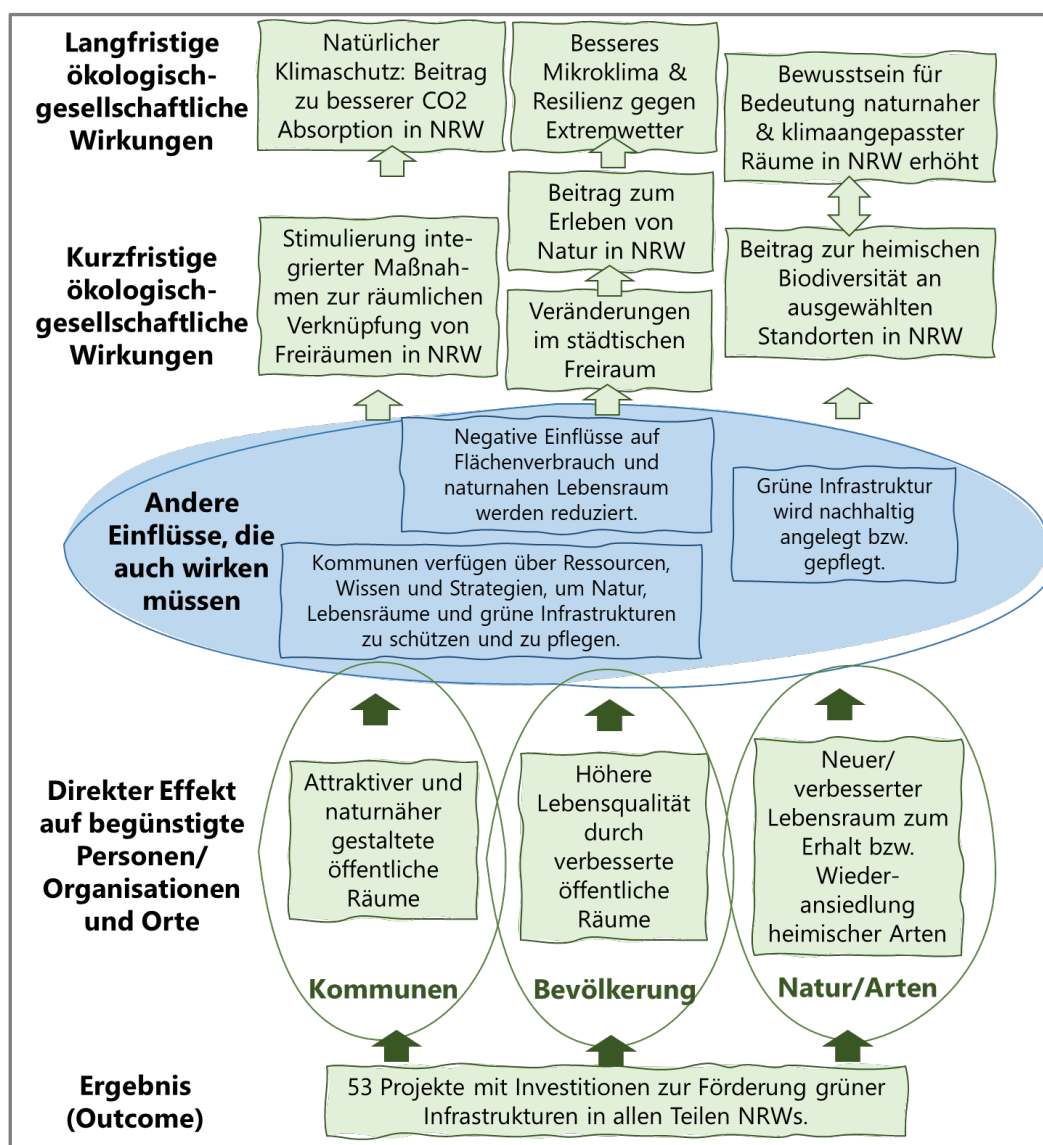 Langfristige
ökologisch-
gesellschaftliche
Wirkungen
Natürlicher
Klimaschutz: Beitrag
zu besserer CO2
Absorption in NRW
Besseres
Mikroklima &
Resilienz gegen
Extremwetter
Bewusstsein für
Bedeutung naturnaher
& klimaangepasster
Räume in NRW erhöht
Kurzfristige
ökologisch-
gesellschaftliche
Wirkungen
Stimulierung inte-
grierter Maßnah-
men zur räumlichen
Verknüpfung von
Freiräumen in NRW
Beitrag zum
Erleben von
Natur in NRW
Veränderungen
im städtischen
Freiraum
Beitrag zur heimischen
Biodiversität an
ausgewählten
Standorten in NRW
Andere
Einflüsse, die
auch wirken
müssen
Negative Einflüsse auf
Flächenverbrauch und
naturnahen Lebensraum
werden reduziert.
Grüne Infrastruktur
wird nachhaltig
angelegt bzw.
gepflegt.
Kommunen verfügen über Ressourcen,
Wissen und Strategien, um Natur,
Lebensräume und grüne Infrastrukturen
zu schützen und zu pflegen.
Direkter Effekt
auf begünstigte
Personen/
Organisationen
und Orte
Attraktiver und
naturnäher
gestaltete
öffentliche
Räume
Kommunen
Höhere
Lebensqualität
durch
verbesserte
öffentliche
Räume
Bevölkerung
Neuer/
verbesserter
Lebensraum zum
Erhalt bzw.
Wieder-
ansiedlung
heimischer Arten
Natur/Arten
Ergebnis
(Outcome)
53 Projekte mit Investitionen zur Förderung grüner
Infrastrukturen in allen Teilen NRWs.